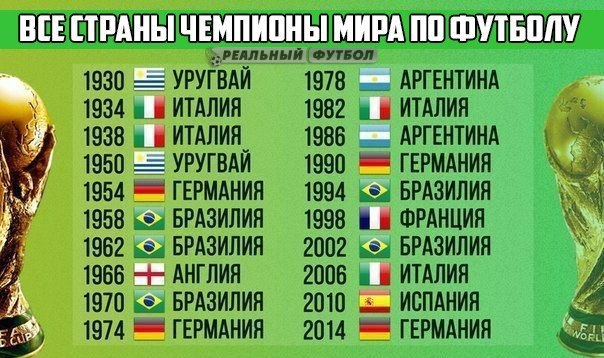 ВСЕ СТРАНЫ ЧЕМПИОНЫ МИРА ПО ФУТБОЛУ
РЕАЛЬНЫЙ ФУТБОЛ
1930 УРУГВАЙ
1934 ИТАЛИЯ
1938 ИТАЛИЯ
1950 УРУГВАЙ
1954 ГЕРМАНИЯ
1958 БРАЗИЛИЯ
1962 БРАЗИЛИЯ
1966 АНГЛИЯ
1970 БРАЗИЛИЯ
1974 ГЕРМАНИЯ
1978 АРГЕНТИНА
1982 ИТАЛИЯ
1986 АРГЕНТИНА
1990 ГЕРМАНИЯ
1994 БРАЗИЛИЯ
1998 ФРАНЦИЯ
2002 БРАЗИЛИЯ
2006 ИТАЛИЯ
2010 ИСПАНИЯ
2014 ГЕРМАНИЯ